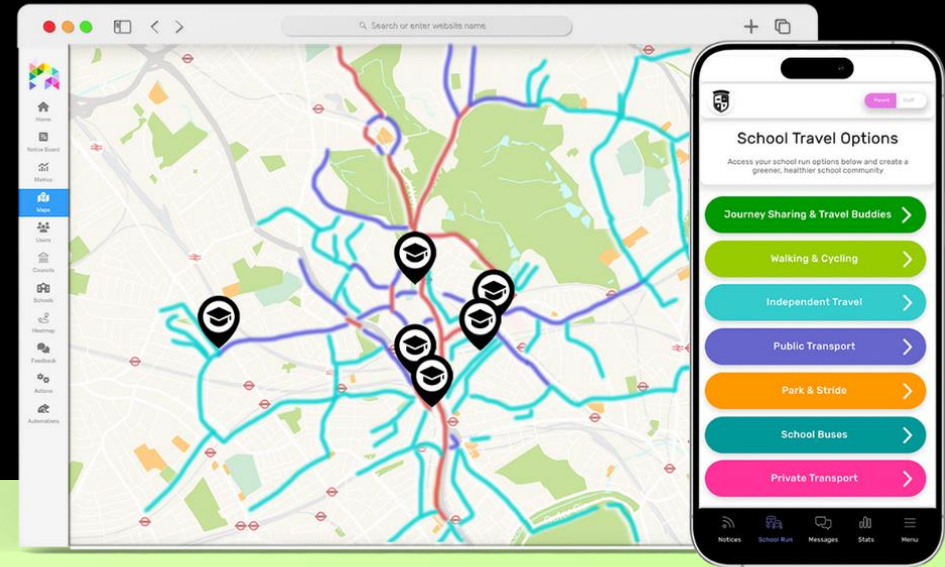 Search or enter website name
Home
Notice Board
Metrics
Maps
Users
Councils
Schools
Heatmap
Feedback
Actions
Automations
Parent
Staff
School Travel Options
Access your school run options below and create a
greener, healthier school community
Journey Sharing & Travel Buddies
Walking & Cycling
Independent Travel
Public Transport
Park & Stride
School Buses
Private Transport
Notices
School Run
Messages
Stats
Menu